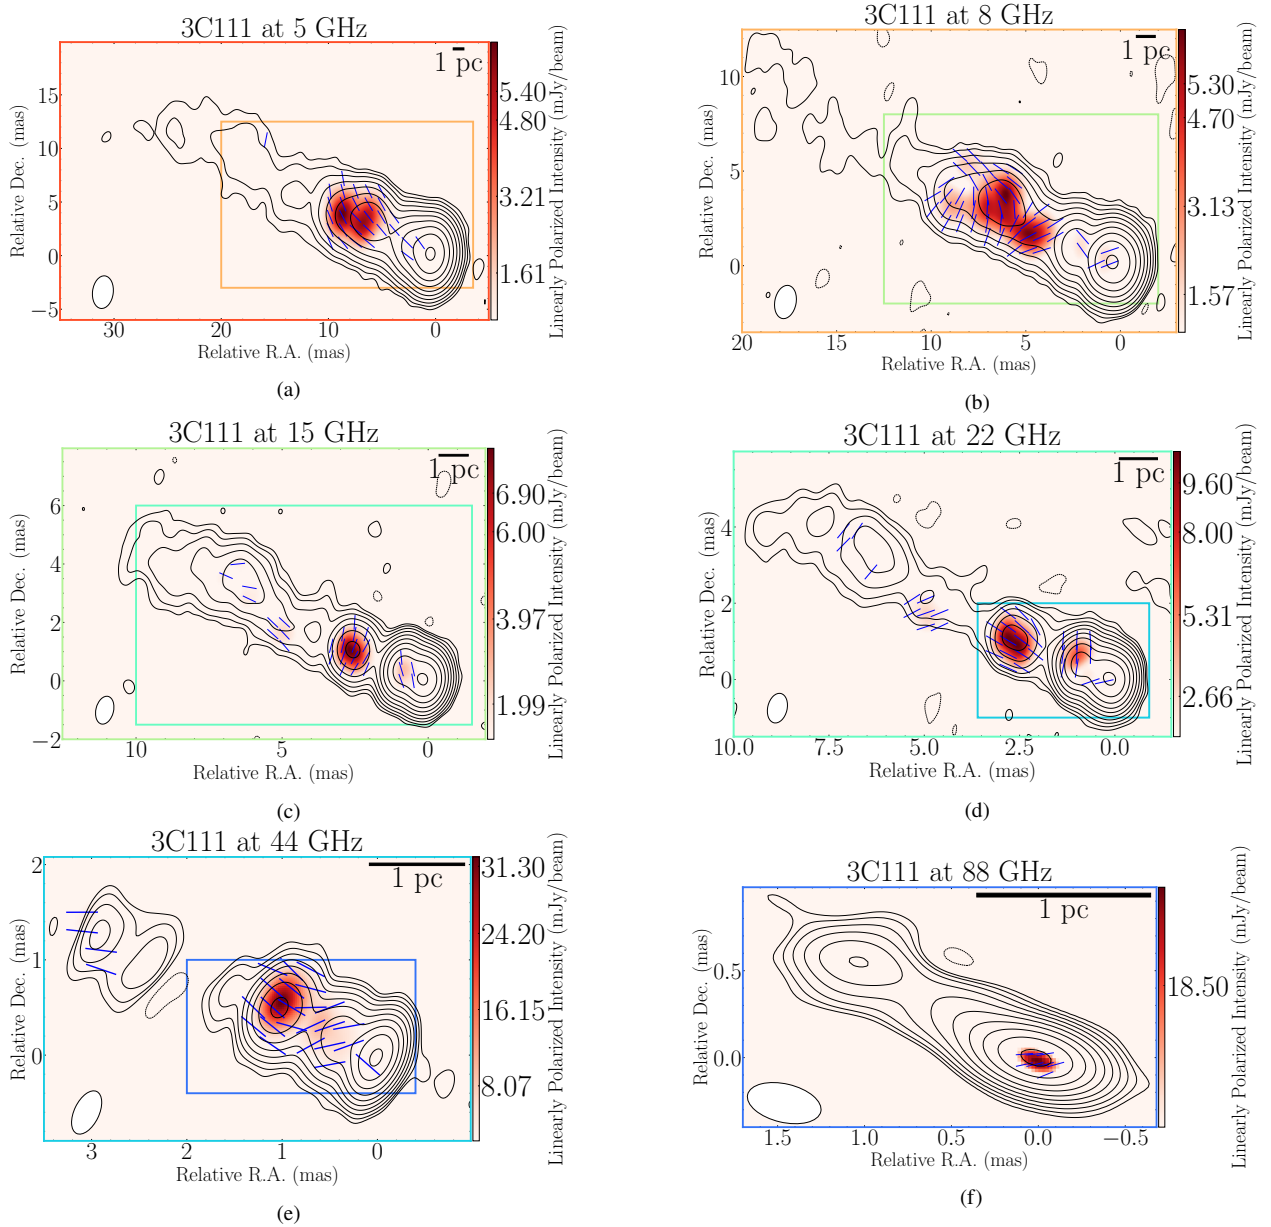 3C111 at 5 GHz
1 pc
15
10
5
0
−5
30
20
10
0
Relative Dec. (mas)
Relative R.A. (mas)
5.40
4.80
3.21
1.61
Linearly Polarized Intensity (mJy/beam)
(a)
3C111 at 8 GHz
1 pc
10
5
0
20
15
10
5
0
Relative Dec. (mas)
Relative R.A. (mas)
5.30
4.70
3.13
1.57
Linearly Polarized Intensity (mJy/beam)
(b)
3C111 at 15 GHz
1 pc
6
4
2
0
−2
10
5
0
Relative Dec. (mas)
Relative R.A. (mas)
6.90
6.00
3.97
1.99
Linearly Polarized Intensity (mJy/beam)
(c)
3C111 at 22 GHz
1 pc
4
2
0
10.0
7.5
5.0
2.5
0.0
Relative Dec. (mas)
Relative R.A. (mas)
9.60
8.00
5.31
2.66
Linearly Polarized Intensity (mJy/beam)
(d)
3C111 at 44 GHz
1 pc
2
1
0
3
2
1
0
Relative Dec. (mas)
Relative R.A. (mas)
31.30
24.20
16.15
8.07
Linearly Polarized Intensity (mJy/beam)
(e)
3C111 at 88 GHz
1 pc
0.5
0.0
1.5
1.0
0.5
0.0
−0.5
Relative Dec. (mas)
Relative R.A. (mas)
18.50
Linearly Polarized Intensity (mJy/beam)
(f)